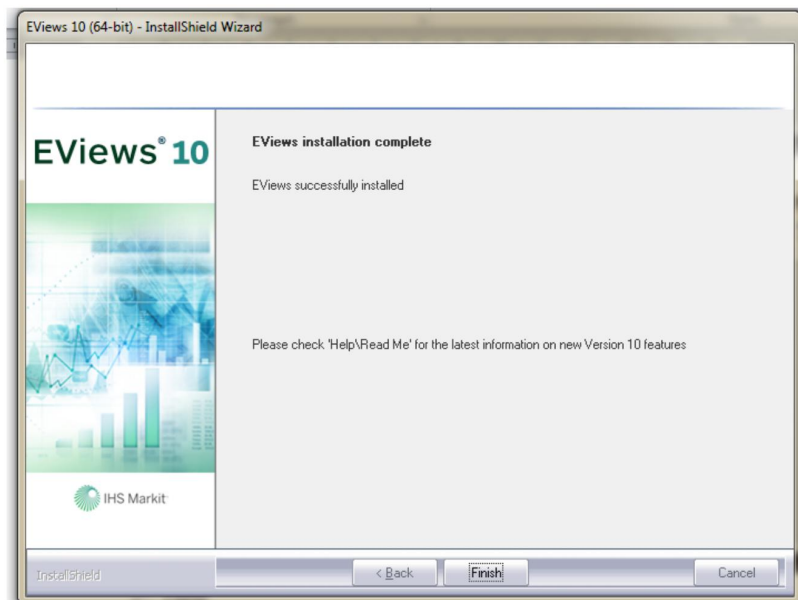 EViews 10 (64-bit) - InstallShield Wizard
EViews® 10
EViews installation complete
EViews successfully installed
Please check 'Help\Read Me' for the latest information on new Version 10 features
IHS Markit
InstallShield
< Back
Finish
Cancel